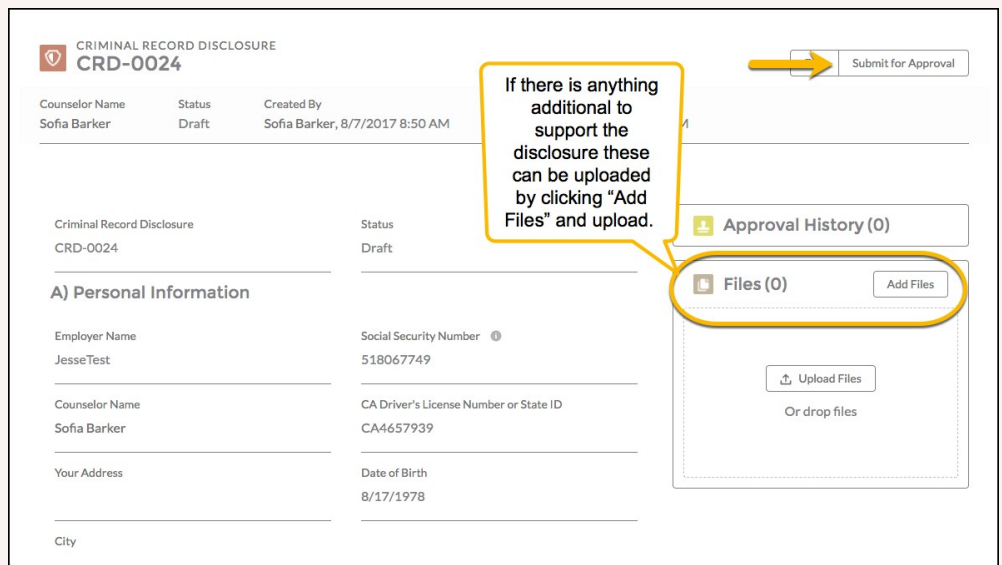 CRIMINAL RECORD DISCLOSURE
CRD-0024
Submit for Approval
Counselor Name
Status
Created By
Sofia Barker
Draft
Sofia Barker, 8/7/2017 8:50 AM
If there is anything
additional to
support the
disclosure these
can be uploaded
by clicking “Add
Files” and upload.
Criminal Record Disclosure
Status
CRD-0024
Draft
Approval History (0)
Files (0)
Add Files
Upload Files
Or drop files
A) Personal Information
Employer Name
Social Security Number
JesseTest
518067749
Counselor Name
CA Driver's License Number or State ID
Sofia Barker
CA4657939
Your Address
Date of Birth
8/17/1978
City